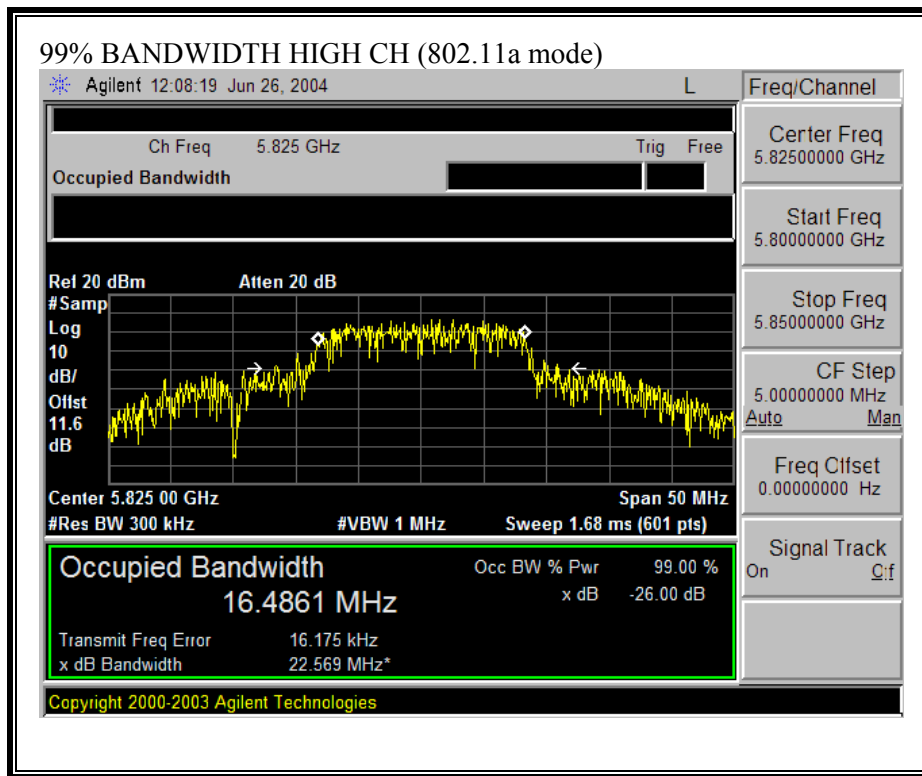 99% BANDWIDTH HIGH CH (802.11a mode)
Agilent 12:08:19 Jun 26, 2004 L
Freq/Channel
Ch Freq 5.825 GHz Trig Free
Occupied Bandwidth
Center Freq
5.82500000 GHz
Start Freq
5.80000000 GHz
Stop Freq
5.85000000 GHz
CF Step
5.00000000 MHz
Auto Man
Freq Offset
0.00000000 Hz
Signal Track
On Off
Ref 20 dBm Atten 20 dB
#Samp
Log
10
dB/
Offst
11.6
dB
Center 5.825 00 GHz Span 50 MHz
#Res BW 300 kHz #VBW 1 MHz Sweep 1.68 ms (601 pts)
Occupied Bandwidth
16.4861 MHz
Occ BW % Pwr 99.00 %
x dB -26.00 dB
Transmit Freq Error 16.175 kHz
x dB Bandwidth 22.569 MHz*
Copyright 2000-2003 Agilent Technologies